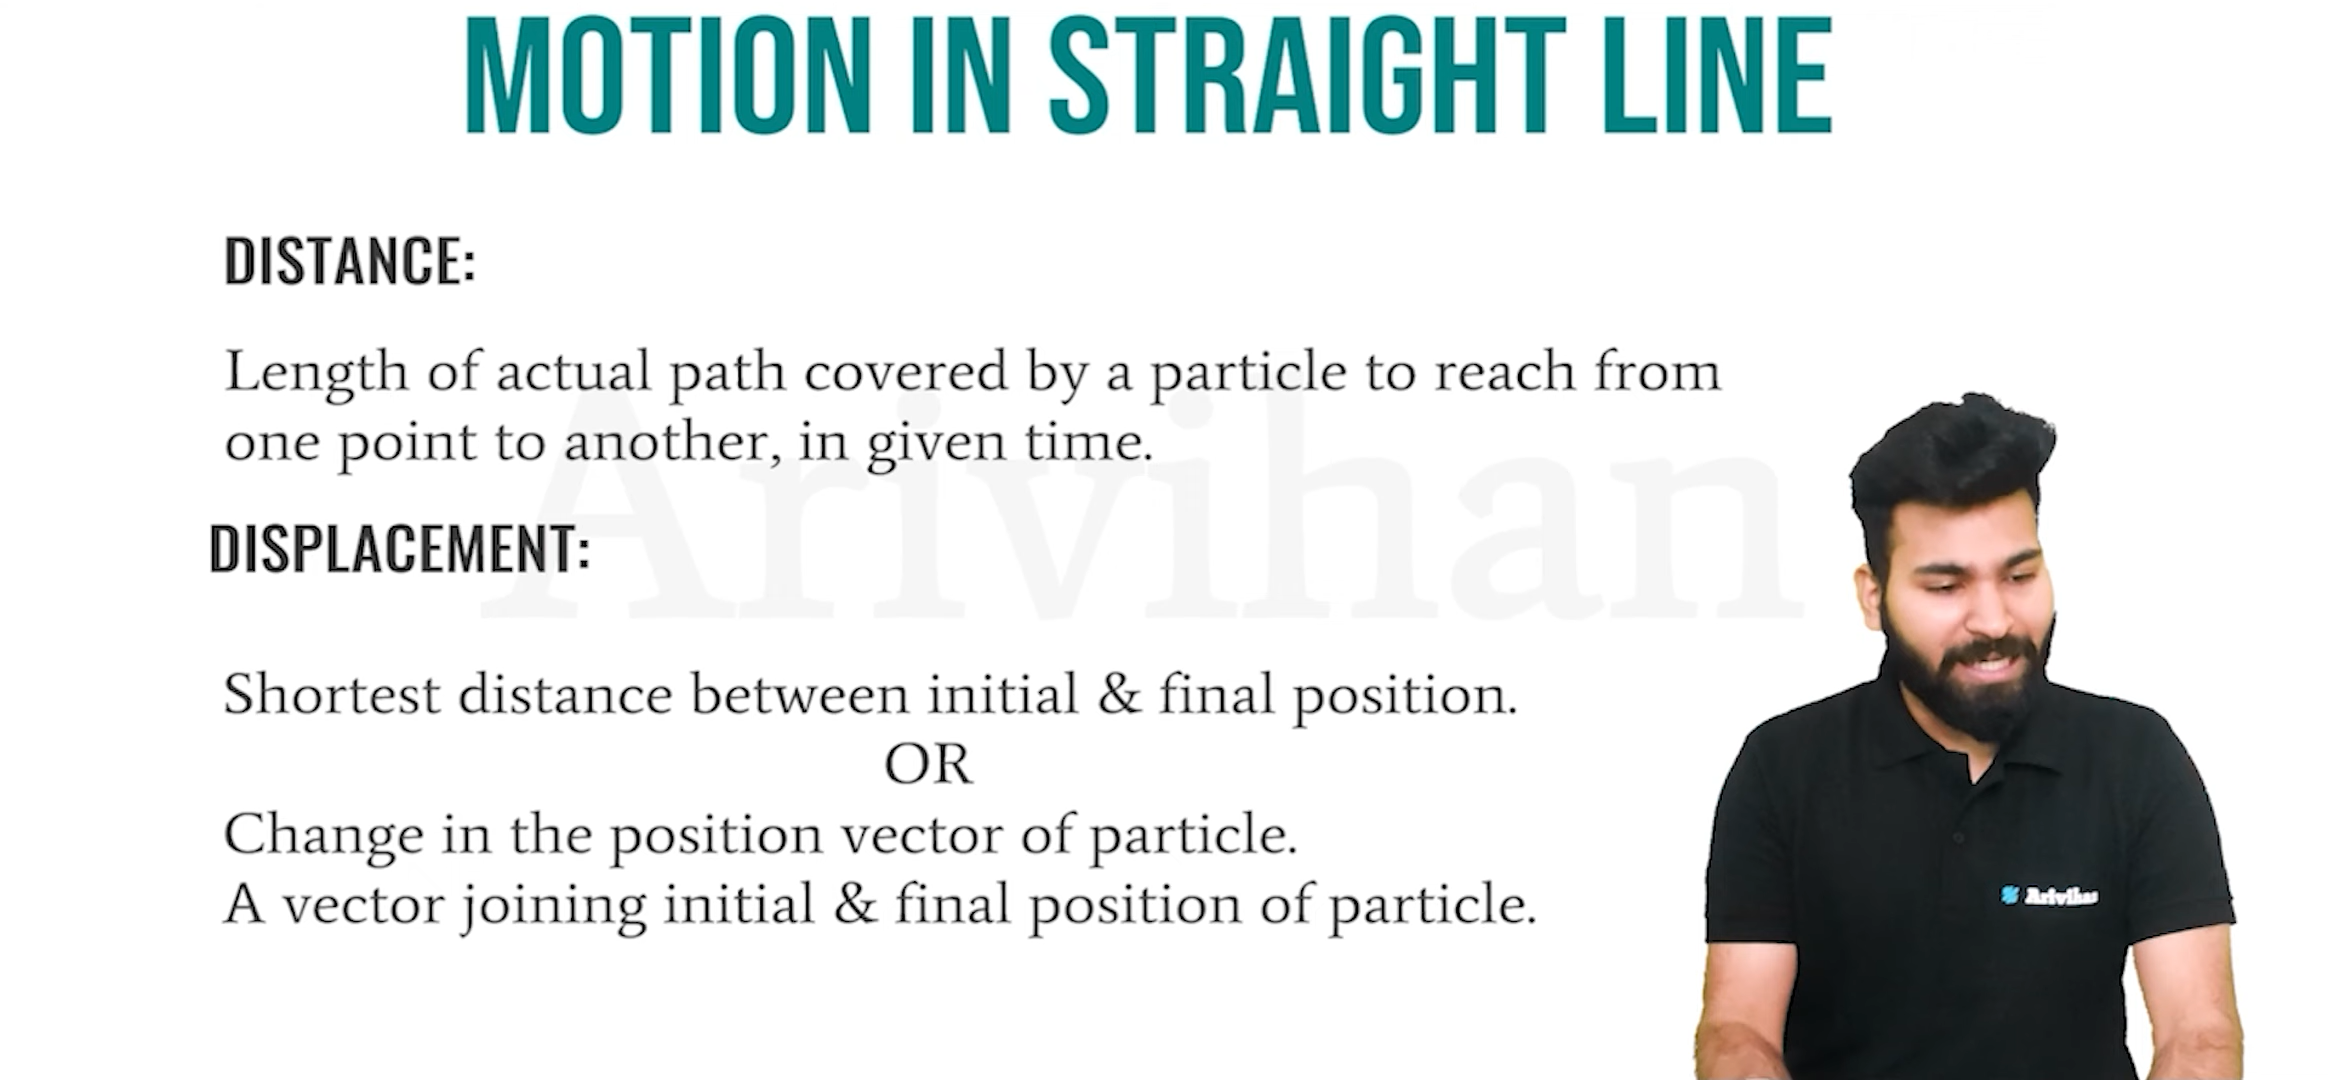 MOTION IN STRAIGHT LINE
DISTANCE:
Length of actual path covered by a particle to reach from
one point to another, in given time.
Arivihan
DISPLACEMENT:
Shortest distance between initial & final position.
OR
Change in the position vector of particle.
A vector joining initial & final position of particle.
Arivihan